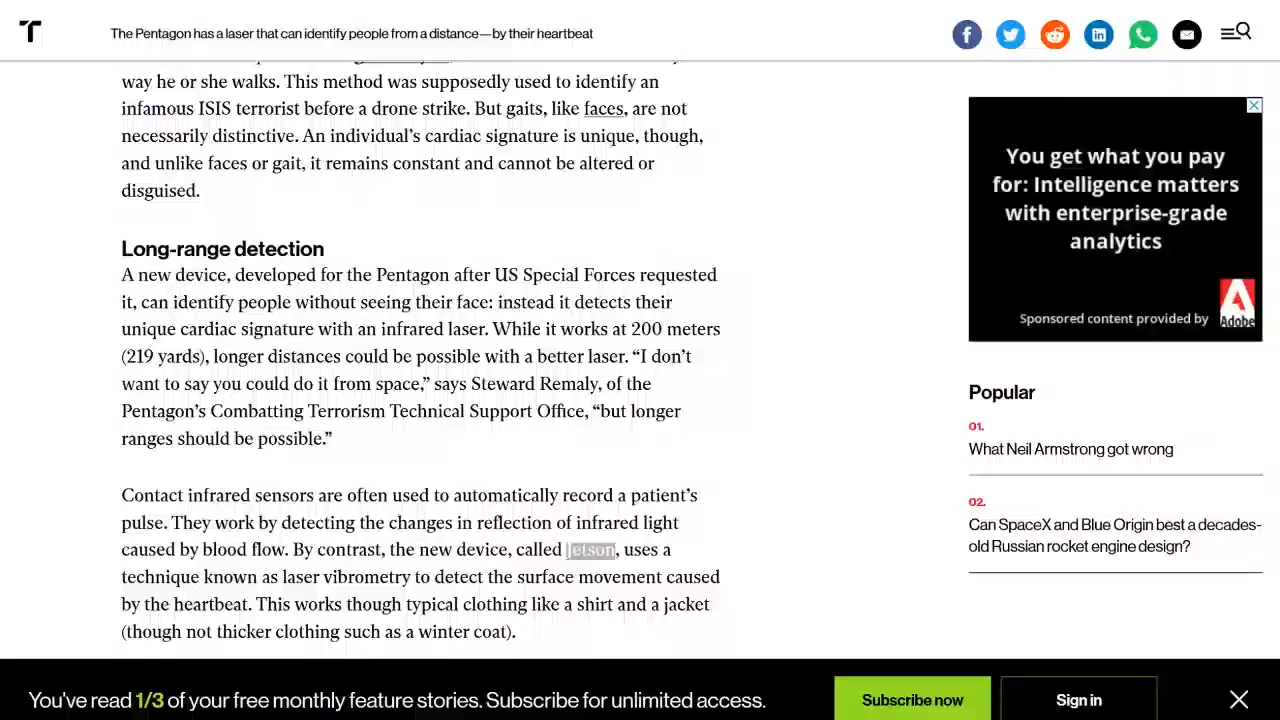 The Pentagon has a laser that can identify people from a distance—by their heartbeat
way he or she walks. This method was supposedly used to identify an
infamous ISIS terrorist before a drone strike. But gaits, like faces, are not
necessarily distinctive. An individual’s cardiac signature is unique, though,
and unlike faces or gait, it remains constant and cannot be altered or
disguised.
Long-range detection
A new device, developed for the Pentagon after US Special Forces requested
it, can identify people without seeing their face: instead it detects their
unique cardiac signature with an infrared laser. While it works at 200 meters
(219 yards), longer distances could be possible with a better laser. “I don’t
want to say you could do it from space,” says Steward Remaly, of the
Pentagon’s Combatting Terrorism Technical Support Office, “but longer
ranges should be possible.”
Contact infrared sensors are often used to automatically record a patient’s
pulse. They work by detecting the changes in reflection of infrared light
caused by blood flow. By contrast, the new device, called Jetson, uses a
technique known as laser vibrometry to detect the surface movement caused
by the heartbeat. This works though typical clothing like a shirt and a jacket
(though not thicker clothing such as a winter coat).
You get what you pay
for: Intelligence matters
with enterprise-grade
analytics
Sponsored content provided by
Adobe
Popular
01.
What Neil Armstrong got wrong
02.
Can SpaceX and Blue Origin best a decades-
old Russian rocket engine design?
You've read 1/3 of your free monthly feature stories. Subscribe for unlimited access.
Subscribe now
Sign in